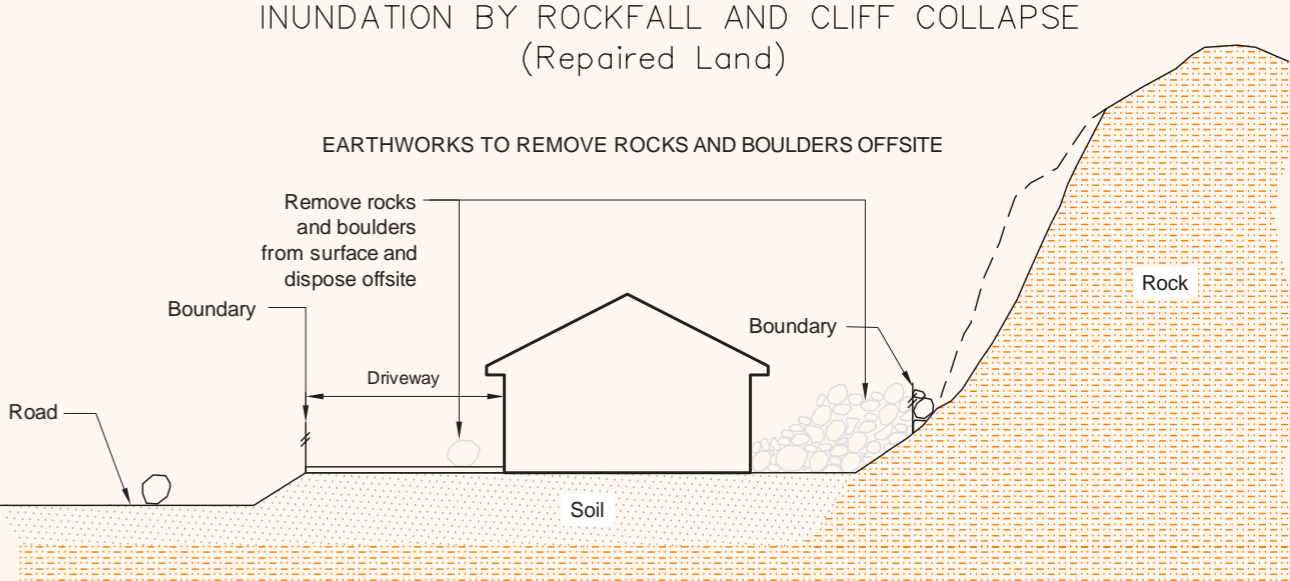 INUNDATION BY ROCKFALL AND CLIFF COLLAPSE
(Repaired Land)
EARTHWORKS TO REMOVE ROCKS AND BOULDERS OFFSITE
Remove rocks
and boulders
from surface and
dispose offsite
Rock
Boundary
Boundary
Driveway
Road
Soil